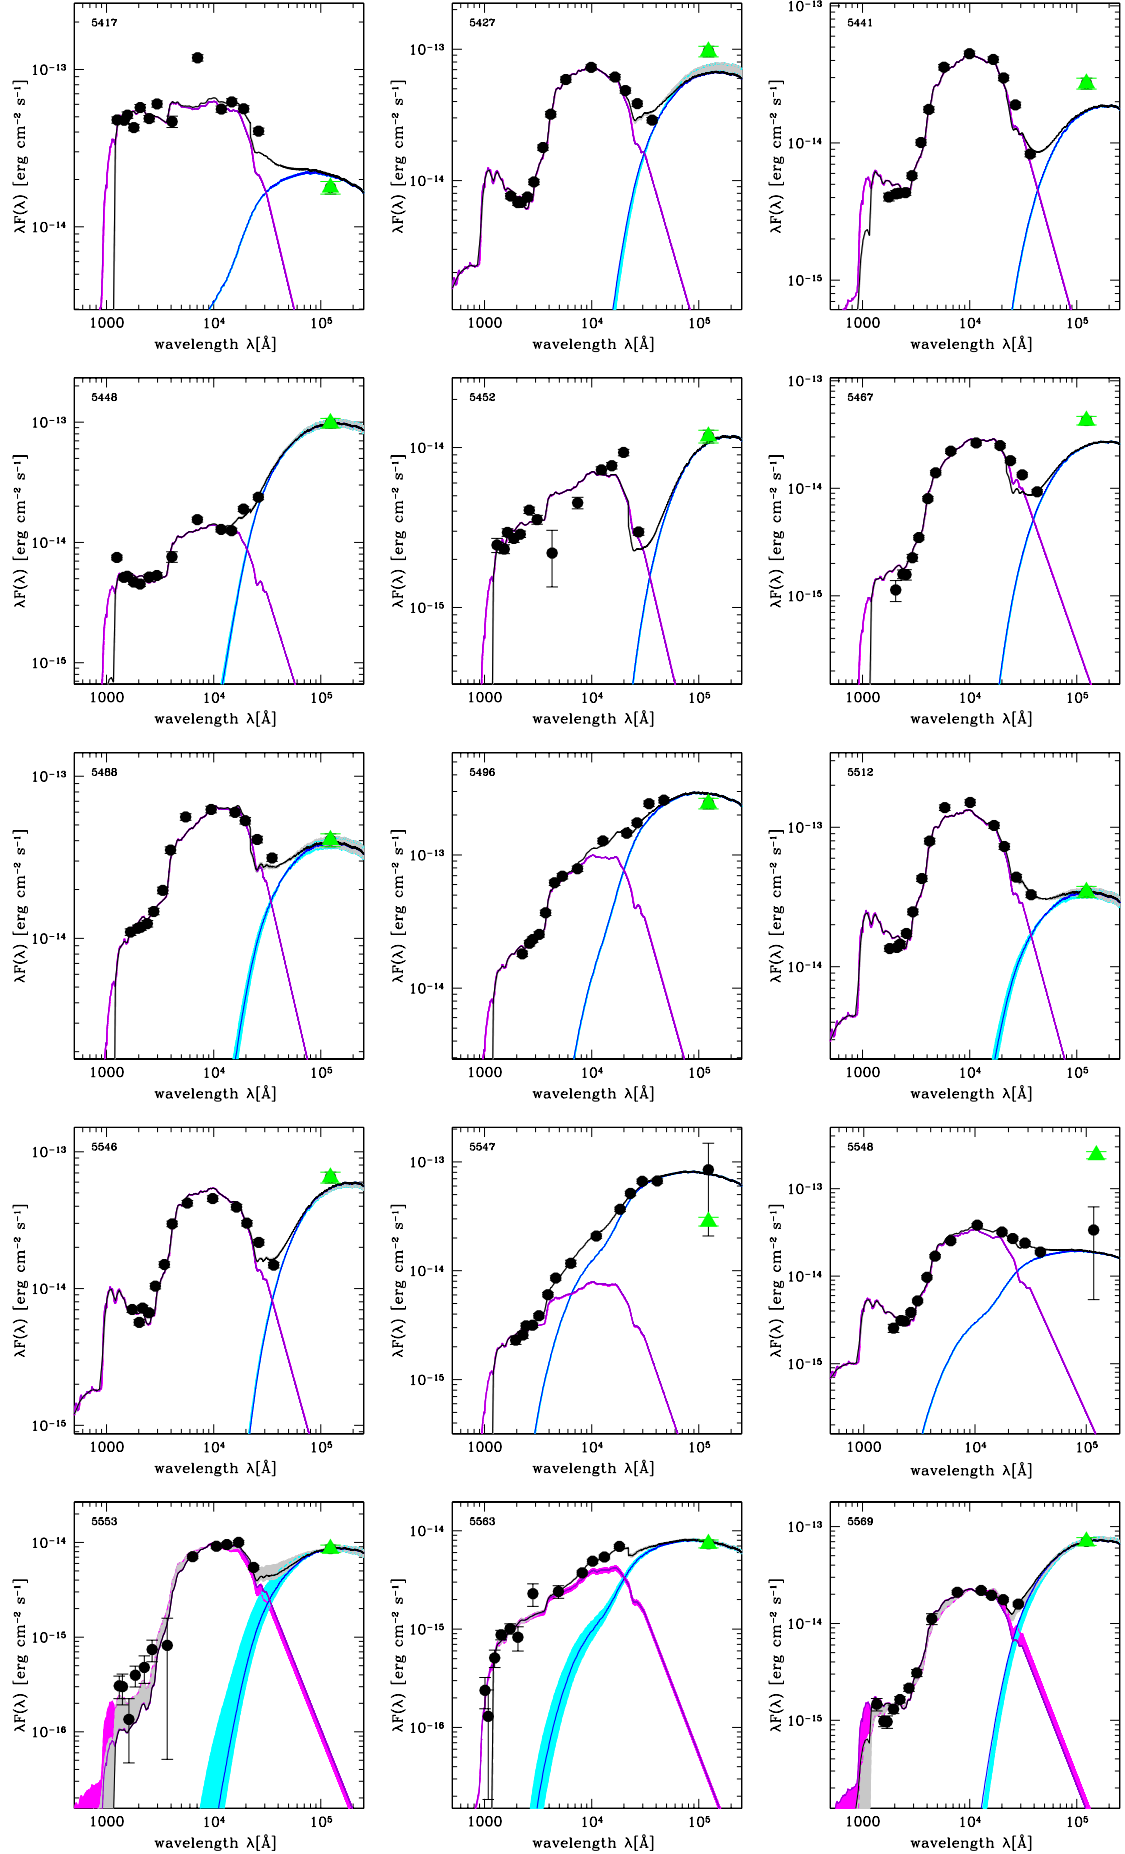 5417
λF(λ) [erg cm⁻² s⁻¹]
10⁻¹³
10⁻¹⁴
1000 10⁴ 10⁵
wavelength λ[Å]
5427
λF(λ) [erg cm⁻² s⁻¹]
10⁻¹³
10⁻¹⁴
1000 10⁴ 10⁵
wavelength λ[Å]
5441
λF(λ) [erg cm⁻² s⁻¹]
10⁻¹³
10⁻¹⁴
10⁻¹⁵
1000 10⁴ 10⁵
wavelength λ[Å]
5448
λF(λ) [erg cm⁻² s⁻¹]
10⁻¹³
10⁻¹⁴
10⁻¹⁵
1000 10⁴ 10⁵
wavelength λ[Å]
5452
λF(λ) [erg cm⁻² s⁻¹]
10⁻¹⁴
10⁻¹⁵
1000 10⁴ 10⁵
wavelength λ[Å]
5467
λF(λ) [erg cm⁻² s⁻¹]
10⁻¹³
10⁻¹⁴
10⁻¹⁵
1000 10⁴ 10⁵
wavelength λ[Å]
5488
λF(λ) [erg cm⁻² s⁻¹]
10⁻¹³
10⁻¹⁴
1000 10⁴ 10⁵
wavelength λ[Å]
5496
λF(λ) [erg cm⁻² s⁻¹]
10⁻¹³
10⁻¹⁴
1000 10⁴ 10⁵
wavelength λ[Å]
5512
λF(λ) [erg cm⁻² s⁻¹]
10⁻¹³
10⁻¹⁴
1000 10⁴ 10⁵
wavelength λ[Å]
5546
λF(λ) [erg cm⁻² s⁻¹]
10⁻¹³
10⁻¹⁴
10⁻¹⁵
1000 10⁴ 10⁵
wavelength λ[Å]
5547
λF(λ) [erg cm⁻² s⁻¹]
10⁻¹³
10⁻¹⁴
10⁻¹⁵
1000 10⁴ 10⁵
wavelength λ[Å]
5548
λF(λ) [erg cm⁻² s⁻¹]
10⁻¹³
10⁻¹⁴
10⁻¹⁵
1000 10⁴ 10⁵
wavelength λ[Å]
5553
λF(λ) [erg cm⁻² s⁻¹]
10⁻¹⁴
10⁻¹⁵
10⁻¹⁶
1000 10⁴ 10⁵
wavelength λ[Å]
5563
λF(λ) [erg cm⁻² s⁻¹]
10⁻¹⁴
10⁻¹⁵
10⁻¹⁶
1000 10⁴ 10⁵
wavelength λ[Å]
5569
λF(λ) [erg cm⁻² s⁻¹]
10⁻¹³
10⁻¹⁴
10⁻¹⁵
1000 10⁴ 10⁵
wavelength λ[Å]